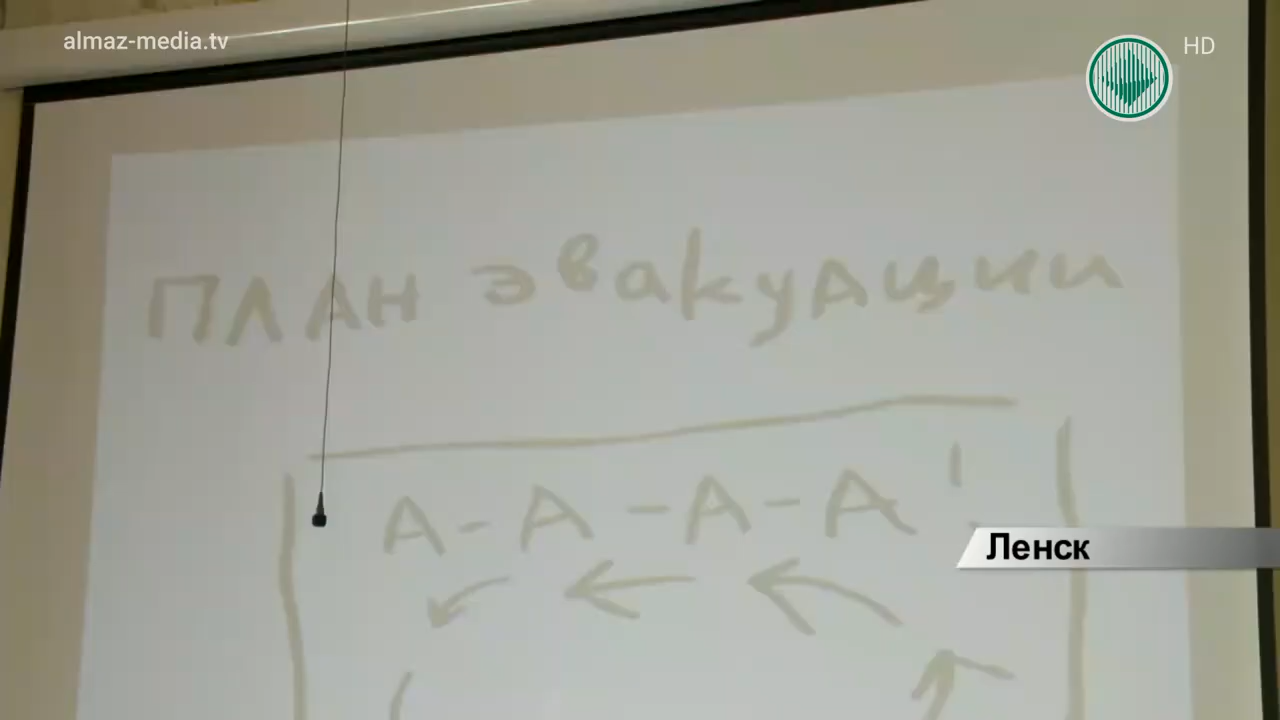 almaz-media.tv
HD
ПЛАН эвакуации
А-А-А-А!
Ленск